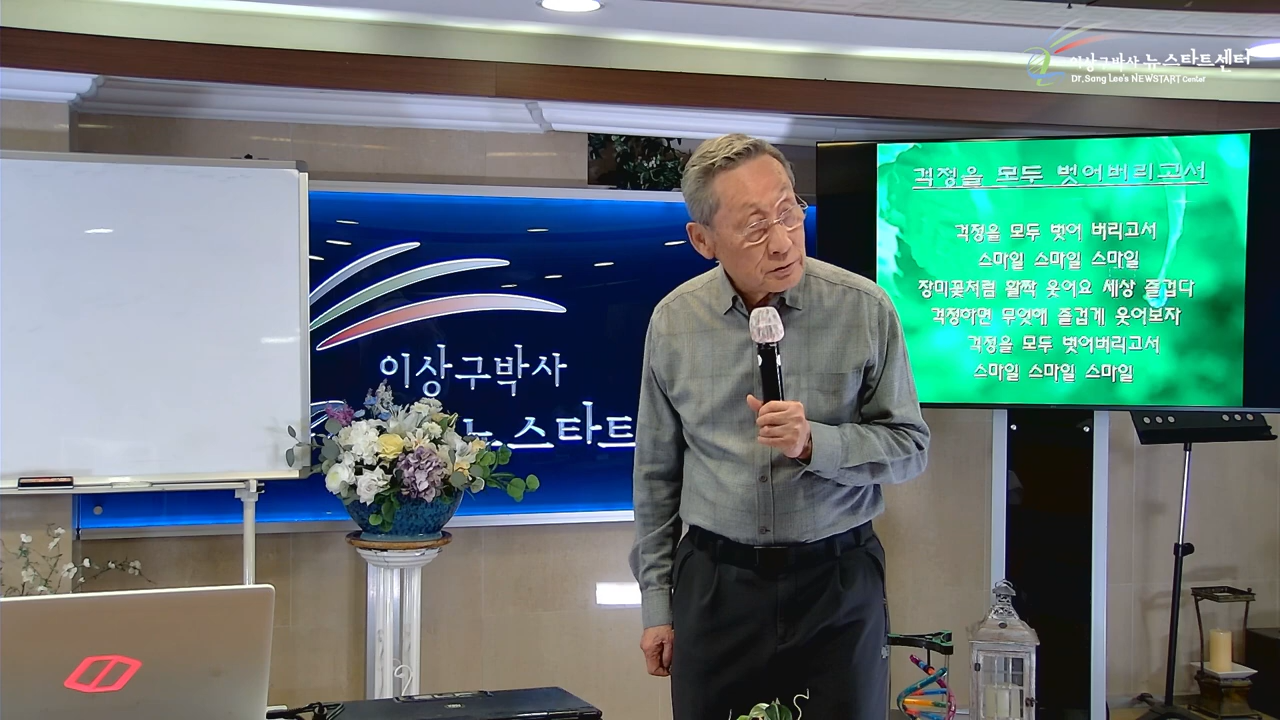 이상구박사 뉴스타트센터
Dr. Sang Lee's NEWSTART Center
걱정을 모두 벗어버리고서
걱정을 모두 벗어 버리고서
스마일 스마일 스마일
장미꽃처럼 활짝 웃어요 세상 즐겁다
걱정하면 무엇해 즐겁게 웃어보자
걱정을 모두 벗어버리고서
스마일 스마일 스마일
이상구박사
뉴스타트